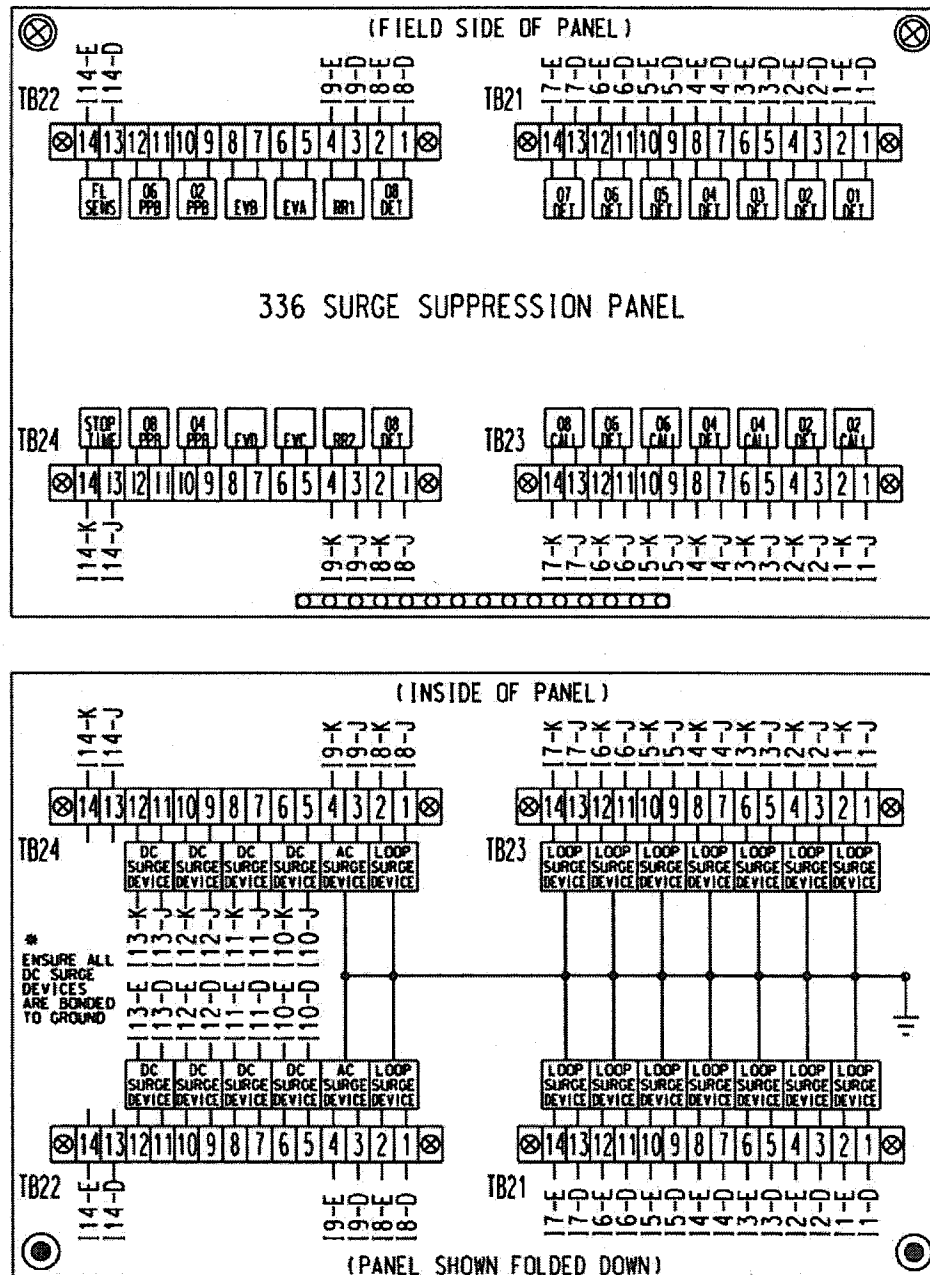 (FIELD SIDE OF PANEL)
I14-E I14-D I9-E I9-D I8-E I8-D I7-E I7-D I6-E I6-D I5-E I5-D I4-E I4-D I3-E I3-D I2-E I2-D I1-E I1-D
TB22 TB21
14 13 12 11 10 9 8 7 6 5 4 3 2 1 14 13 12 11 10 9 8 7 6 5 4 3 2 1
FL SENS 06 PPB 02 PPB EVB EVA RR1 08 DET 07 DET 06 DET 05 DET 04 DET 03 DET 02 DET 01 DET
336 SURGE SUPPRESSION PANEL
STOP TIME 08 PPB 04 PPB EVD EVC RR2 08 DET 08 CALL 06 DET 06 CALL 04 DET 04 CALL 02 DET 02 CALL
TB24 TB23
14 13 12 11 10 9 8 7 6 5 4 3 2 1 14 13 12 11 10 9 8 7 6 5 4 3 2 1
I14-K I14-J I9-K I9-J I8-K I8-J I7-K I7-J I6-K I6-J I5-K I5-J I4-K I4-J I3-K I3-J I2-K I2-J I1-K I1-J
(INSIDE OF PANEL)
I14-K I14-J I9-K I9-J I8-K I8-J I7-K I7-J I6-K I6-J I5-K I5-J I4-K I4-J I3-K I3-J I2-K I2-J I1-K I1-J
14 13 12 11 10 9 8 7 6 5 4 3 2 1 14 13 12 11 10 9 8 7 6 5 4 3 2 1
TB24 TB23
DC DC DC DC AC LOOP LOOP LOOP LOOP LOOP LOOP LOOP LOOP
SURGE SURGE SURGE SURGE SURGE SURGE SURGE SURGE SURGE SURGE SURGE SURGE SURGE
DEVICE DEVICE DEVICE DEVICE DEVICE DEVICE DEVICE DEVICE DEVICE DEVICE DEVICE DEVICE DEVICE
I13-K I13-J I12-K I12-J I11-K I11-J I10-K I10-J
*
ENSURE ALL
DC SURGE
DEVICES
ARE BONDED
TO GROUND
I13-E I13-D I12-E I12-D I11-E I11-D I10-E I10-D
DC DC DC DC AC LOOP LOOP LOOP LOOP LOOP LOOP LOOP LOOP
SURGE SURGE SURGE SURGE SURGE SURGE SURGE SURGE SURGE SURGE SURGE SURGE SURGE
DEVICE DEVICE DEVICE DEVICE DEVICE DEVICE DEVICE DEVICE DEVICE DEVICE DEVICE DEVICE DEVICE
14 13 12 11 10 9 8 7 6 5 4 3 2 1 14 13 12 11 10 9 8 7 6 5 4 3 2 1
TB22 TB21
I14-E I14-D I9-E I9-D I8-E I8-D I7-E I7-D I6-E I6-D I5-E I5-D I4-E I4-D I3-E I3-D I2-E I2-D I1-E I1-D
(PANEL SHOWN FOLDED DOWN)